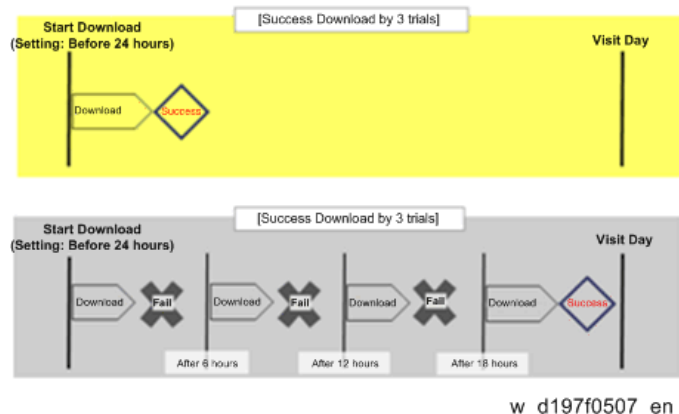 [Success Download by 3 trials]
Start Download
(Setting: Before 24 hours)
Visit Day
Download
Success
[Success Download by 3 trials]
Start Download
(Setting: Before 24 hours)
Visit Day
Download
Fail
Download
Fail
Download
Fail
Download
Success
After 6 hours
After 12 hours
After 18 hours
w_d197f0507_en